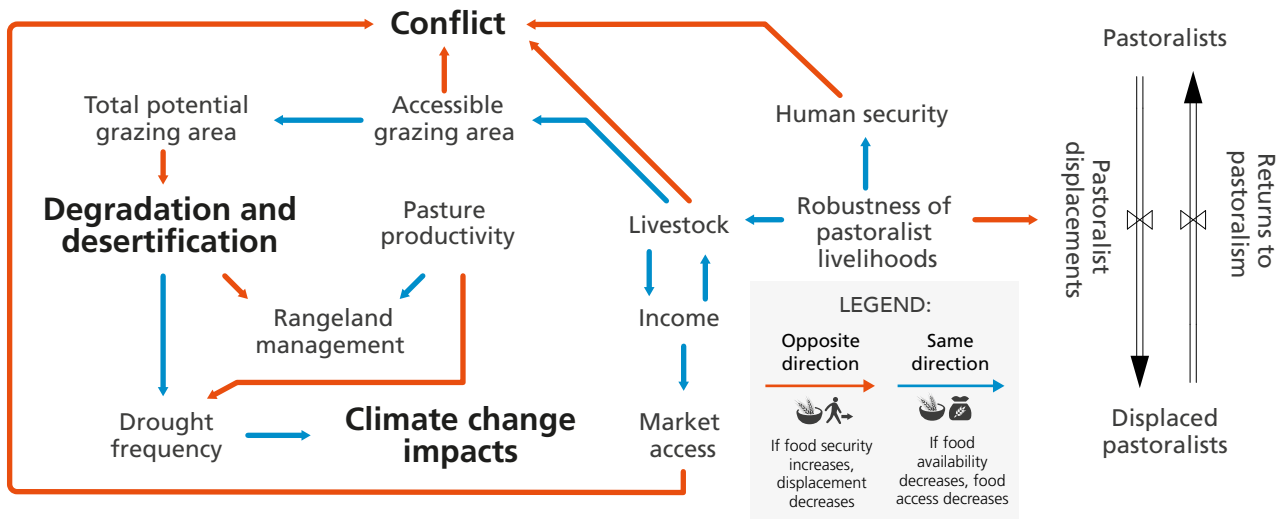 Conflict
Pastoralists
Total potential
grazing area
Accessible
grazing area
Human security
Degradation and
desertification
Pasture
productivity
Livestock
Robustness of
pastoralist
livelihoods
Pastoralist
displacements
Returns to
pastoralism
Rangeland
management
Income
LEGEND:
Opposite
direction
Same
direction
If food security
increases,
displacement
decreases
If food
availability
decreases, food
access decreases
Drought
frequency
Climate change
impacts
Market
access
Displaced
pastoralists